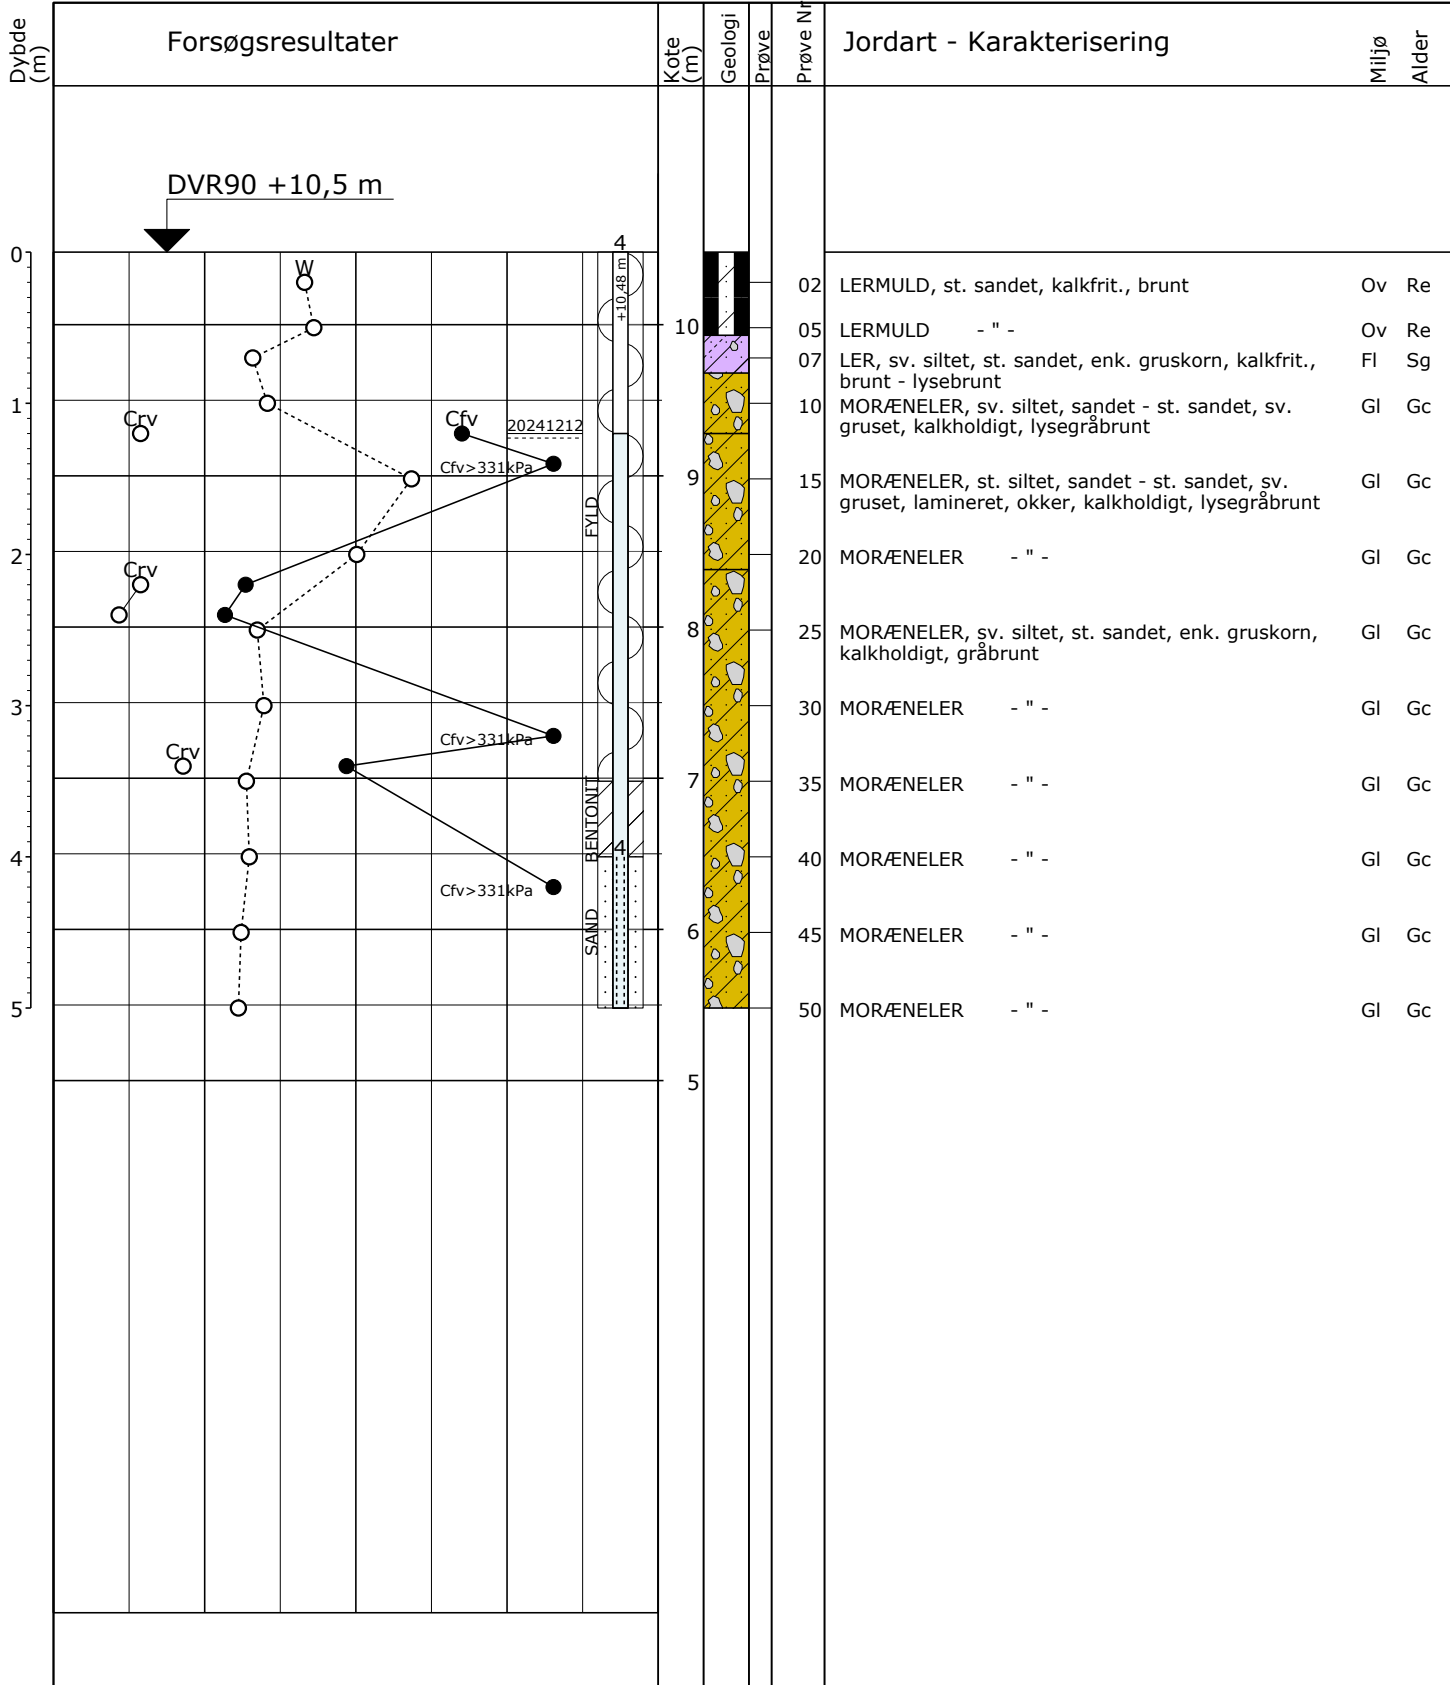 Dybde (m)
Forsøgsresultater
Kote (m)
Geologi
Prøve
Prøve Nr
Jordart - Karakterisering
Miljø
Alder
DVR90 +10,5 m
0
4
+10,48 m
W
02 LERMULD, st. sandet, kalkfrit., brunt Ov Re
10
05 LERMULD - " - Ov Re
07 LER, sv. siltet, st. sandet, enk. gruskorn, kalkfrit., Fl Sg
brunt - lysebrunt
1
10 MORÆNELER, sv. siltet, sandet - st. sandet, sv. Gl Gc
gruset, kalkholdigt, lysegråbrunt
Crv
Cfv
20241212
Cfv>331kPa
9
15 MORÆNELER, st. siltet, sandet - st. sandet, sv. Gl Gc
gruset, lamineret, okker, kalkholdigt, lysegråbrunt
FYLD
2
20 MORÆNELER - " - Gl Gc
Crv
8
25 MORÆNELER, sv. siltet, st. sandet, enk. gruskorn, Gl Gc
kalkholdigt, gråbrunt
3
30 MORÆNELER - " - Gl Gc
Cfv>331kPa
Crv
7
35 MORÆNELER - " - Gl Gc
BENTONIT
4
4
40 MORÆNELER - " - Gl Gc
Cfv>331kPa
SAND
6
45 MORÆNELER - " - Gl Gc
5
50 MORÆNELER - " - Gl Gc
5